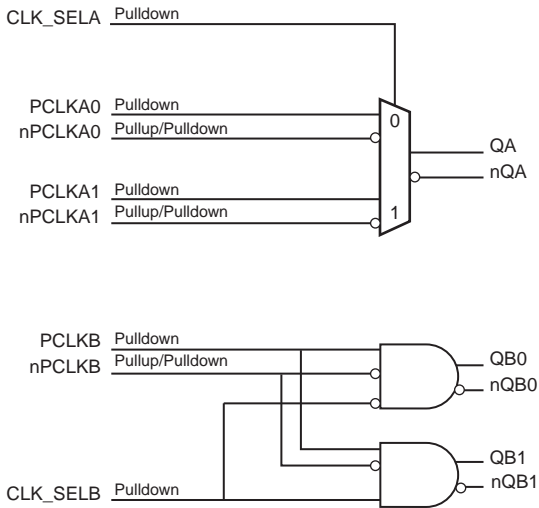 CLK_SELA Pulldown
PCLKA0 Pulldown
nPCLKA0 Pullup/Pulldown
0
QA
nQA
PCLKA1 Pulldown
nPCLKA1 Pullup/Pulldown
1
PCLKB Pulldown
nPCLKB Pullup/Pulldown
QB0
nQB0
QB1
nQB1
CLK_SELB Pulldown